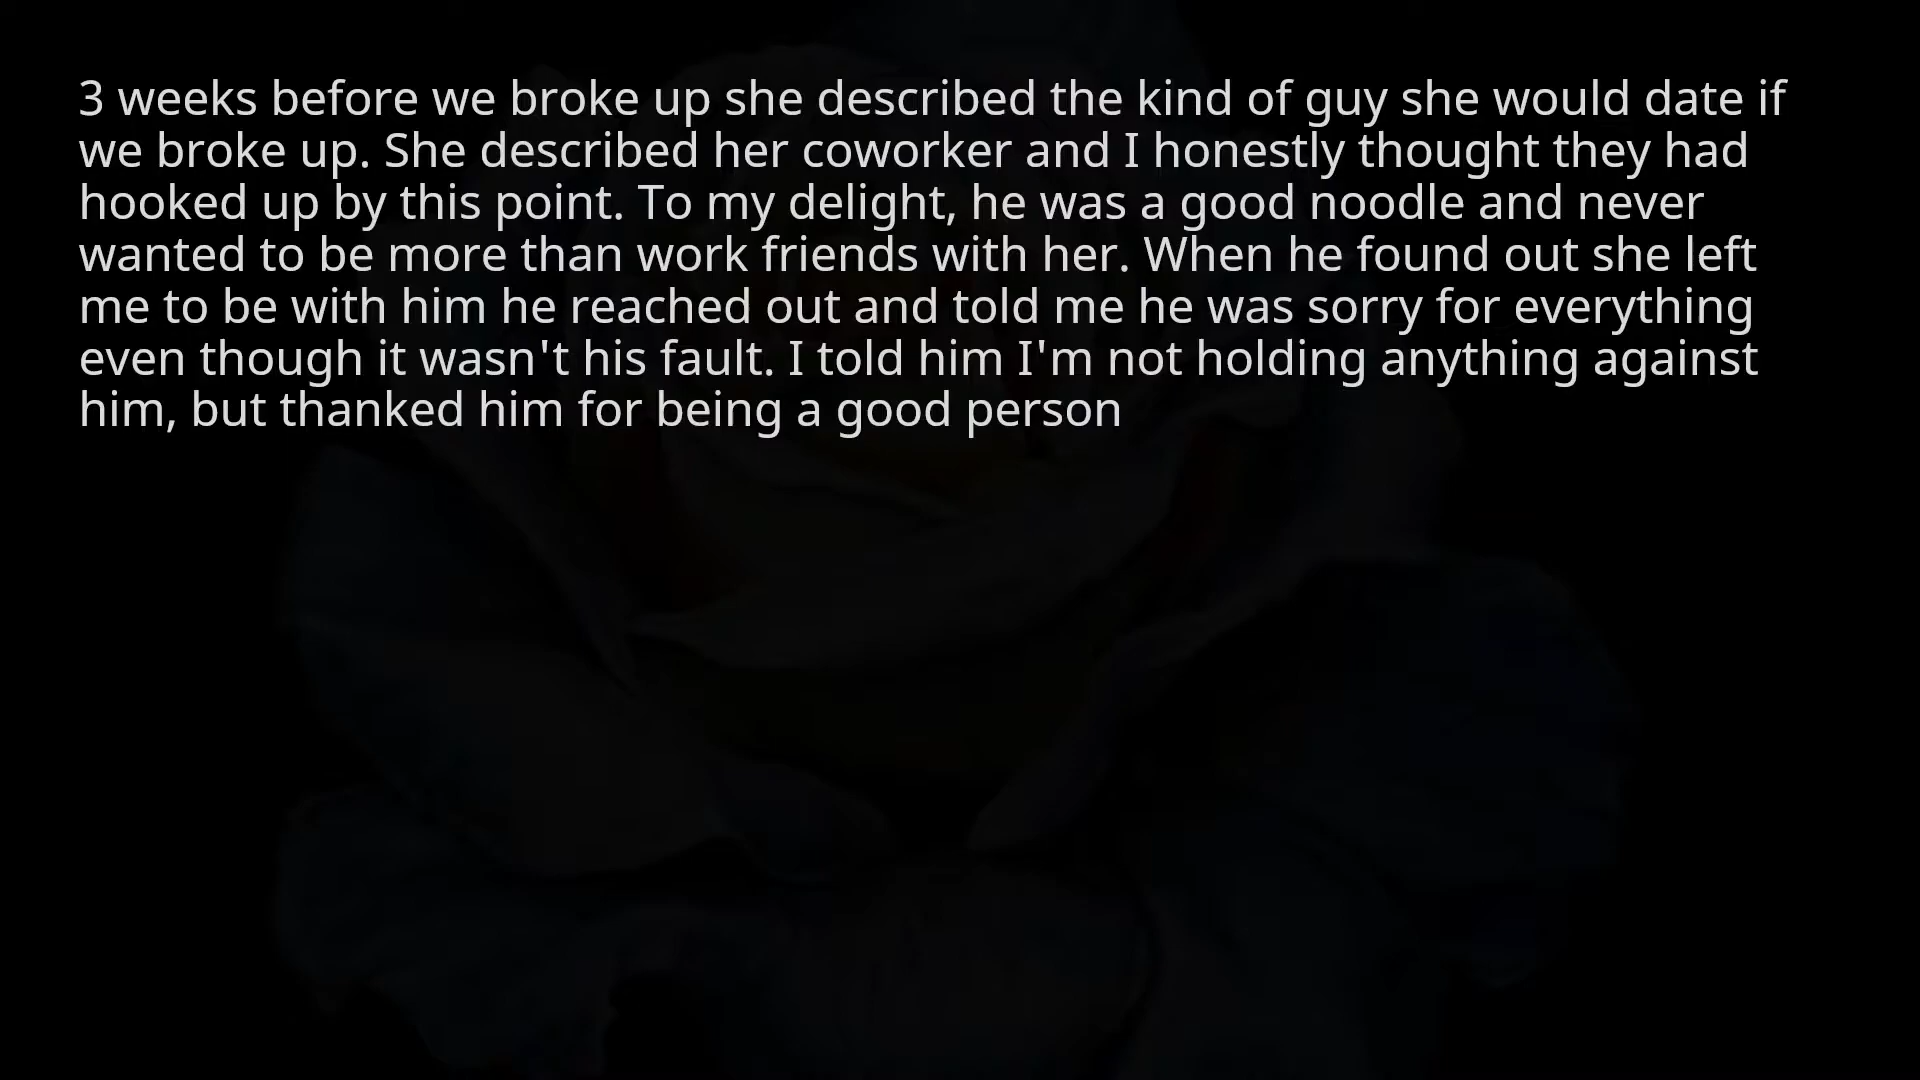 3 weeks before we broke up she described the kind of guy she would date if
we broke up. She described her coworker and I honestly thought they had
hooked up by this point. To my delight, he was a good noodle and never
wanted to be more than work friends with her. When he found out she left
me to be with him he reached out and told me he was sorry for everything
even though it wasn't his fault. I told him I'm not holding anything against
him, but thanked him for being a good person